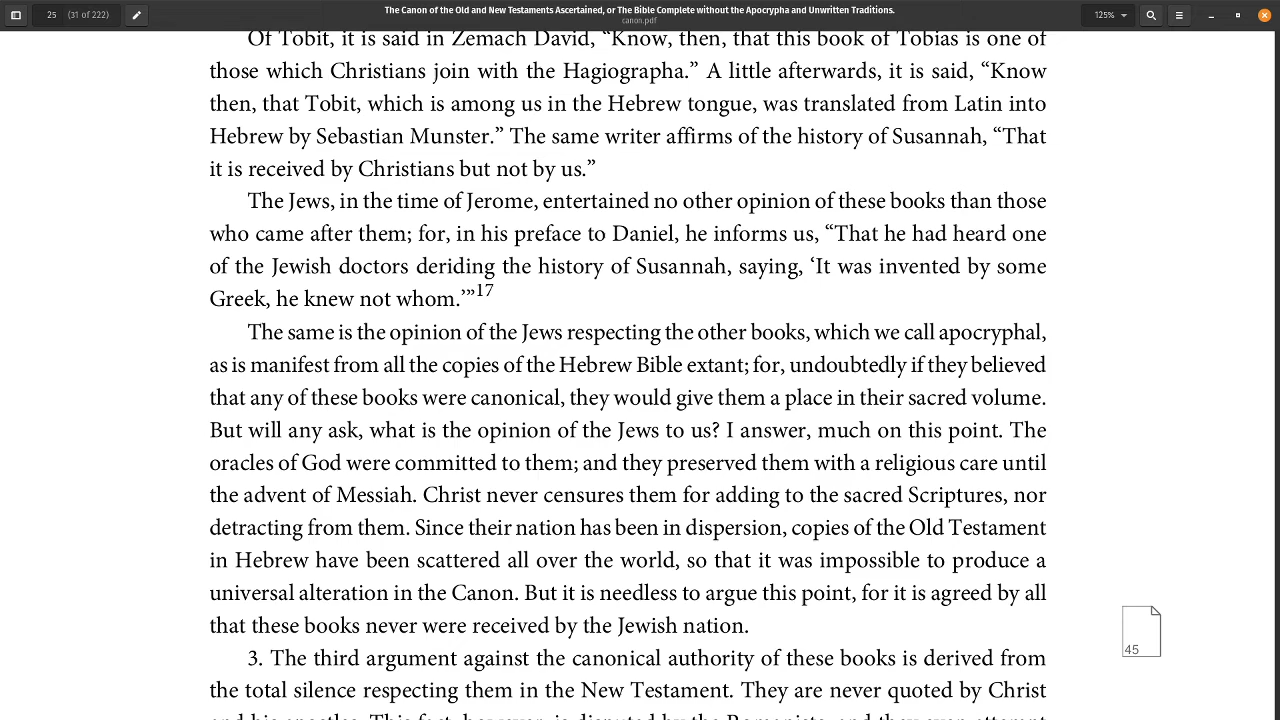 25
(31 of 222)
The Canon of the Old and New Testaments Ascertained, or The Bible Complete without the Apocrypha and Unwritten Traditions.
canon.pdf
125%
Of Tobit, it is said in Zemach David, “Know, then, that this book of Tobias is one of
those which Christians join with the Hagiographa.” A little afterwards, it is said, “Know
then, that Tobit, which is among us in the Hebrew tongue, was translated from Latin into
Hebrew by Sebastian Munster.” The same writer affirms of the history of Susannah, “That
it is received by Christians but not by us.”
The Jews, in the time of Jerome, entertained no other opinion of these books than those
who came after them; for, in his preface to Daniel, he informs us, “That he had heard one
of the Jewish doctors deriding the history of Susannah, saying, ‘It was invented by some
Greek, he knew not whom.’”17
The same is the opinion of the Jews respecting the other books, which we call apocryphal,
as is manifest from all the copies of the Hebrew Bible extant; for, undoubtedly if they believed
that any of these books were canonical, they would give them a place in their sacred volume.
But will any ask, what is the opinion of the Jews to us? I answer, much on this point. The
oracles of God were committed to them; and they preserved them with a religious care until
the advent of Messiah. Christ never censures them for adding to the sacred Scriptures, nor
detracting from them. Since their nation has been in dispersion, copies of the Old Testament
in Hebrew have been scattered all over the world, so that it was impossible to produce a
universal alteration in the Canon. But it is needless to argue this point, for it is agreed by all
that these books never were received by the Jewish nation.
45
3. The third argument against the canonical authority of these books is derived from
the total silence respecting them in the New Testament. They are never quoted by Christ
and his apostles. This fact, however, is disputed by the Romanists, and they even attempt